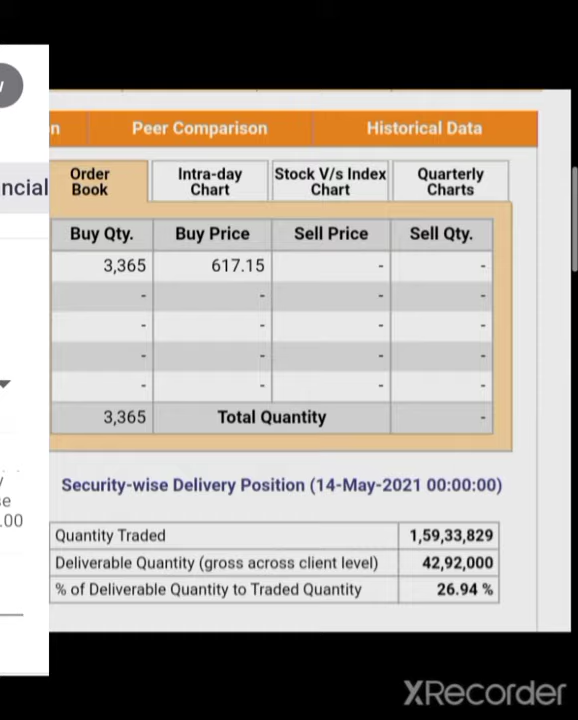 n Peer Comparison Historical Data
ncial
Order Book Intra-day Chart Stock V/s Index Chart Quarterly Charts
Buy Qty. Buy Price Sell Price Sell Qty.
3,365 617.15 - -
- - - -
- - - -
- - - -
- - - -
3,365 Total Quantity -
Security-wise Delivery Position (14-May-2021 00:00:00)
.00
Quantity Traded 1,59,33,829
Deliverable Quantity (gross across client level) 42,92,000
% of Deliverable Quantity to Traded Quantity 26.94 %
XRecorder